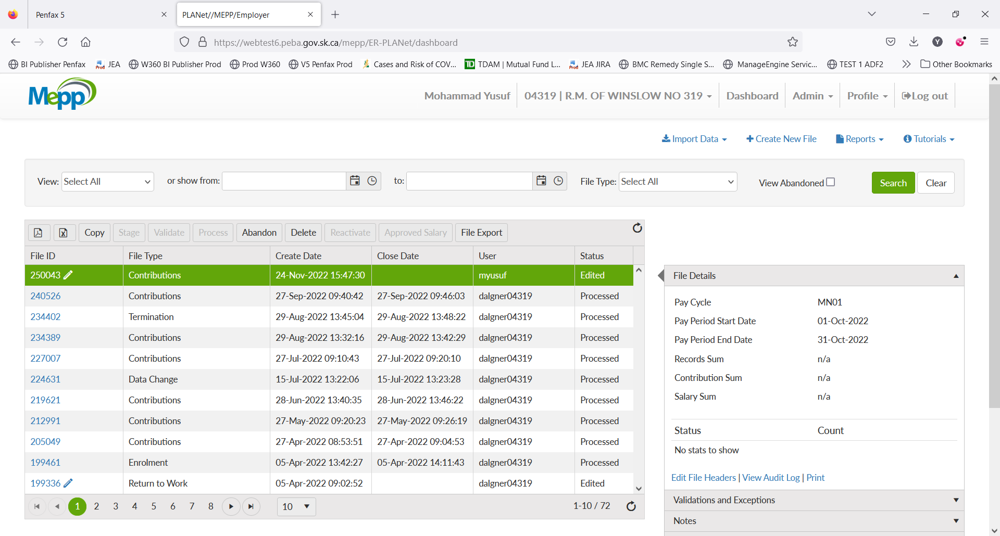 Penfax 5
PLANet//MEPP/Employer
https://webtest6.peba.gov.sk.ca/mepp/ER-PLANet/dashboard
Y
BI Publisher Penfax
Prod JEA
W360 BI Publisher Prod
Prod W360
V5 Penfax Prod
Cases and Risk of COV...
TD TDAM | Mutual Fund L...
Prod JEA JIRA
BMC Remedy Single S...
ManageEngine Servic...
TEST 1 ADF2
Other Bookmarks
Mepp
Mohammad Yusuf
04319 | R.M. OF WINSLOW NO 319
Dashboard
Admin
Profile
Log out
Import Data
Create New File
Reports
Tutorials
View: Select All
or show from:
to:
File Type: Select All
View Abandoned
Search
Clear
Copy
Stage
Validate
Process
Abandon
Delete
Reactivate
Approved Salary
File Export
File ID File Type Create Date Close Date User Status
250043 Contributions 24-Nov-2022 15:47:30 myusuf Edited
240526 Contributions 27-Sep-2022 09:40:42 27-Sep-2022 09:46:03 dalgner04319 Processed
234402 Termination 29-Aug-2022 13:45:04 29-Aug-2022 13:48:22 dalgner04319 Processed
234389 Contributions 29-Aug-2022 13:32:16 29-Aug-2022 13:42:29 dalgner04319 Processed
227007 Contributions 27-Jul-2022 09:10:43 27-Jul-2022 09:20:10 dalgner04319 Processed
224631 Data Change 15-Jul-2022 13:22:06 15-Jul-2022 13:23:28 dalgner04319 Processed
219621 Contributions 28-Jun-2022 13:40:35 28-Jun-2022 13:46:22 dalgner04319 Processed
212991 Contributions 27-May-2022 09:20:23 27-May-2022 09:26:19 dalgner04319 Processed
205049 Contributions 27-Apr-2022 08:53:51 27-Apr-2022 09:04:53 dalgner04319 Processed
199461 Enrolment 05-Apr-2022 13:42:27 05-Apr-2022 14:11:43 dalgner04319 Processed
199336 Return to Work 05-Apr-2022 09:02:52 dalgner04319 Edited
1 2 3 4 5 6 7 8
10
1-10 / 72
File Details
Pay Cycle MN01
Pay Period Start Date 01-Oct-2022
Pay Period End Date 31-Oct-2022
Records Sum n/a
Contribution Sum n/a
Salary Sum n/a
Status Count
No stats to show
Edit File Headers | View Audit Log | Print
Validations and Exceptions
Notes